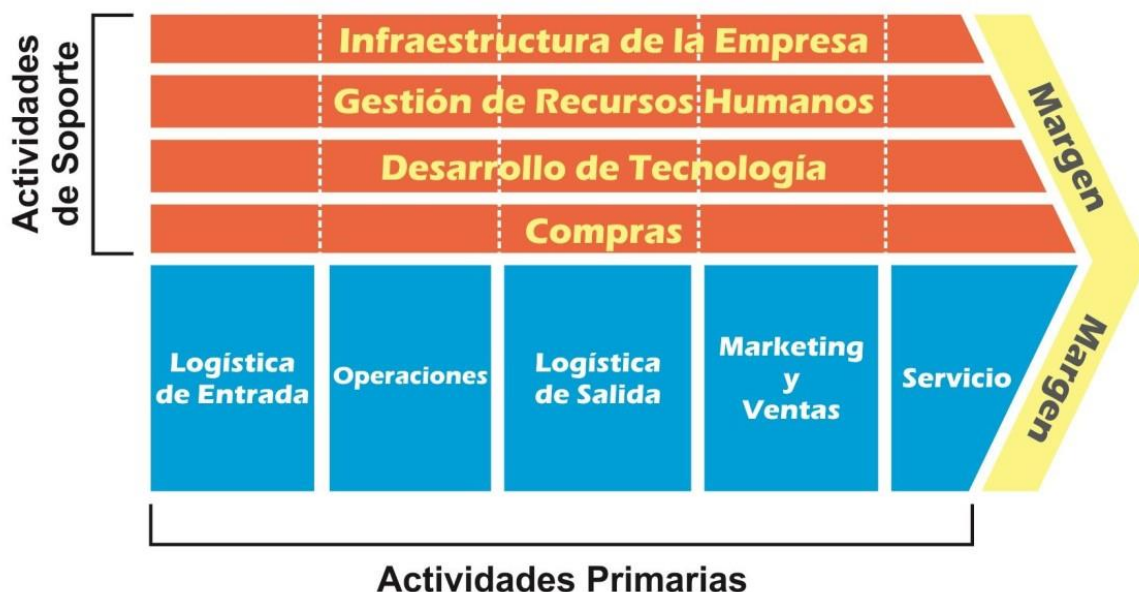 Actividades
de Soporte
Infraestructura de la Empresa
Gestión de Recursos Humanos
Desarrollo de Tecnología
Compras
Margen
Logística
de Entrada
Operaciones
Logística
de Salida
Marketing
y
Ventas
Servicio
Margen
Actividades Primarias